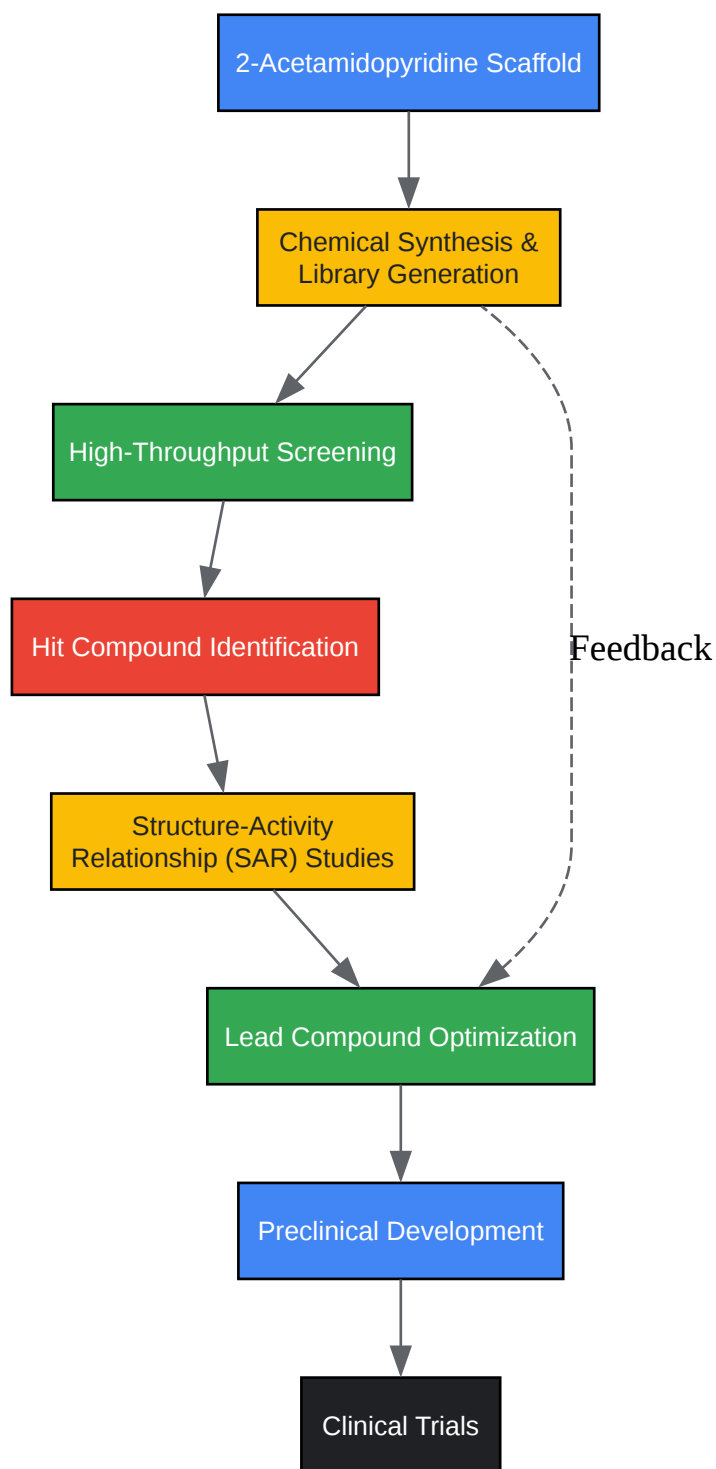 2-Acetamidopyridine Scaffold
Chemical Synthesis &
Library Generation
High-Throughput Screening
Hit Compound Identification
Feedback
Structure-Activity
Relationship (SAR) Studies
Lead Compound Optimization
Preclinical Development
Clinical Trials